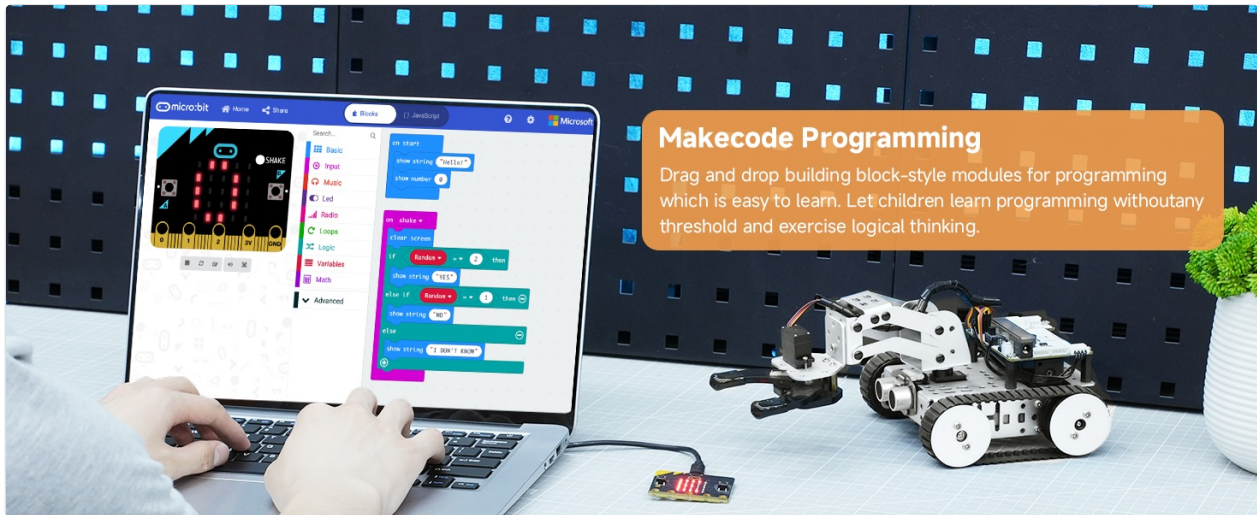 micro:bit
Home
Share
Blocks
{} JavaScript
Microsoft
SHAKE
0 1 2 3V GND
Search...
Basic
Input
Music
Led
Radio
Loops
Logic
Variables
Math
Advanced
on start
show string "Hello!"
show number 0
on shake
clear screen
if Random = 2 then
show string "YES"
else if Random = 1 then
show string "NO"
else
show string "I DON'T KNOW"
Makecode Programming
Drag and drop building block-style modules for programming
which is easy to learn. Let children learn programming withoutany
threshold and exercise logical thinking.